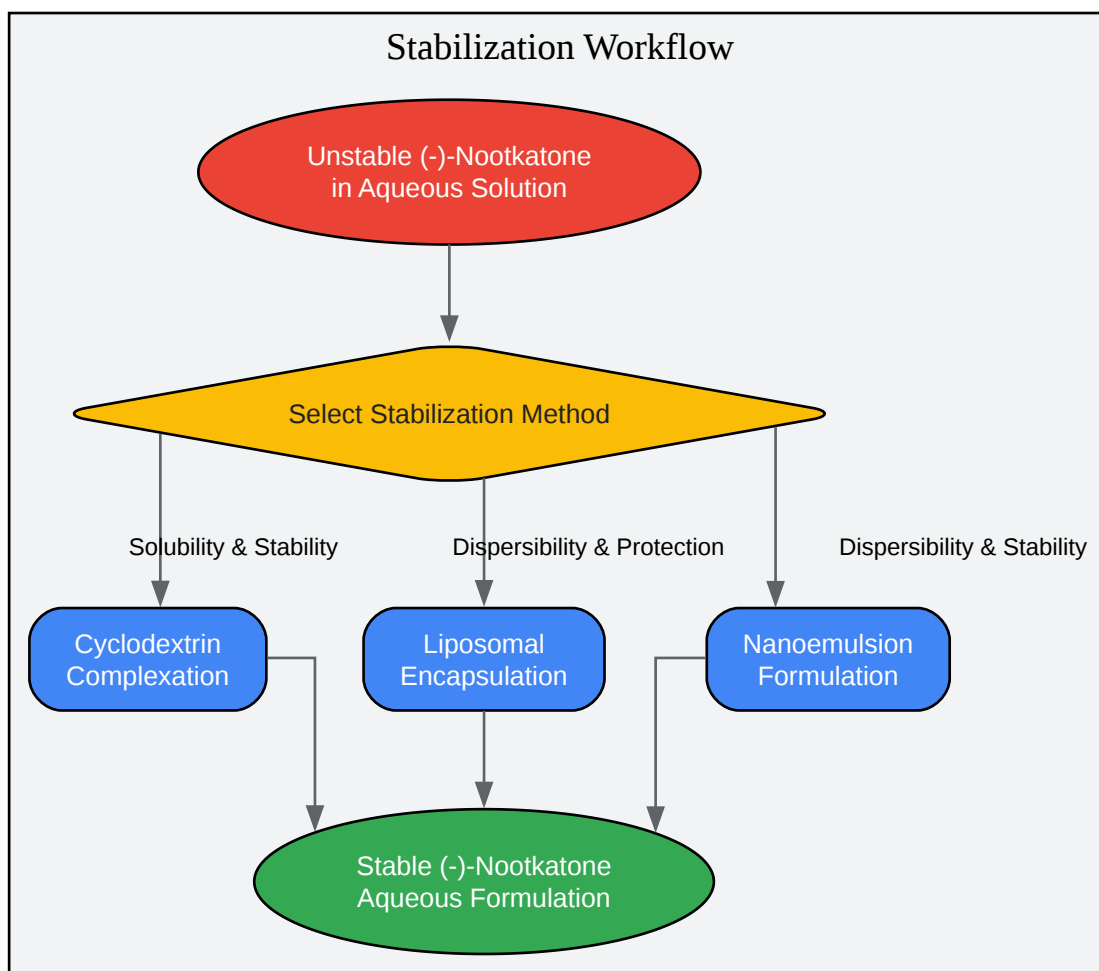 Stabilization Workflow
Unstable (-)-Nootkatone
in Aqueous Solution
Select Stabilization Method
Solubility & Stability
Dispersibility & Protection
Dispersibility & Stability
Cyclodextrin
Complexation
Liposomal
Encapsulation
Nanoemulsion
Formulation
Stable (-)-Nootkatone
Aqueous Formulation